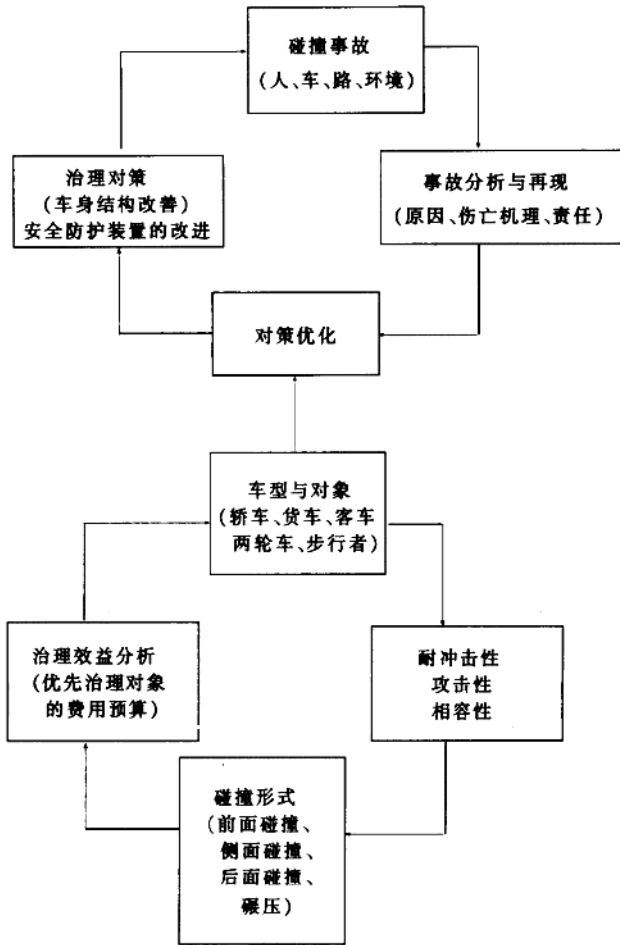 碰撞事故
(人、车、路、环境)
治理对策
(车身结构改善)
安全防护装置的改进
事故分析与再现
(原因、伤亡机理、责任)
对策优化
车型与对象
(轿车、货车、客车
两轮车、步行者)
治理效益分析
(优先治理对象
的费用预算)
耐冲击性
攻击性
相容性
碰撞形式
(前面碰撞、
侧面碰撞、
后面碰撞、
碾压)